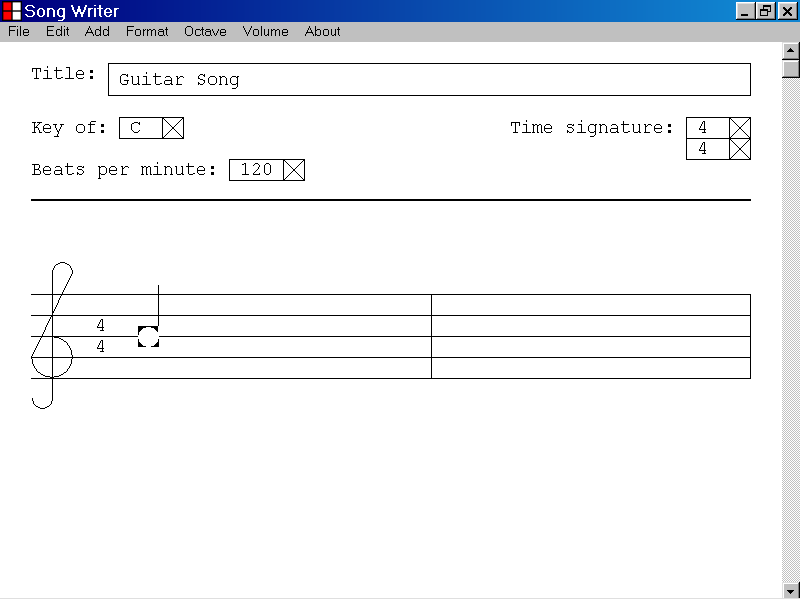 Song Writer
File Edit Add Format Octave Volume About
Title: Guitar Song
Key of: C Time signature: 4
4
Beats per minute: 120
4
4